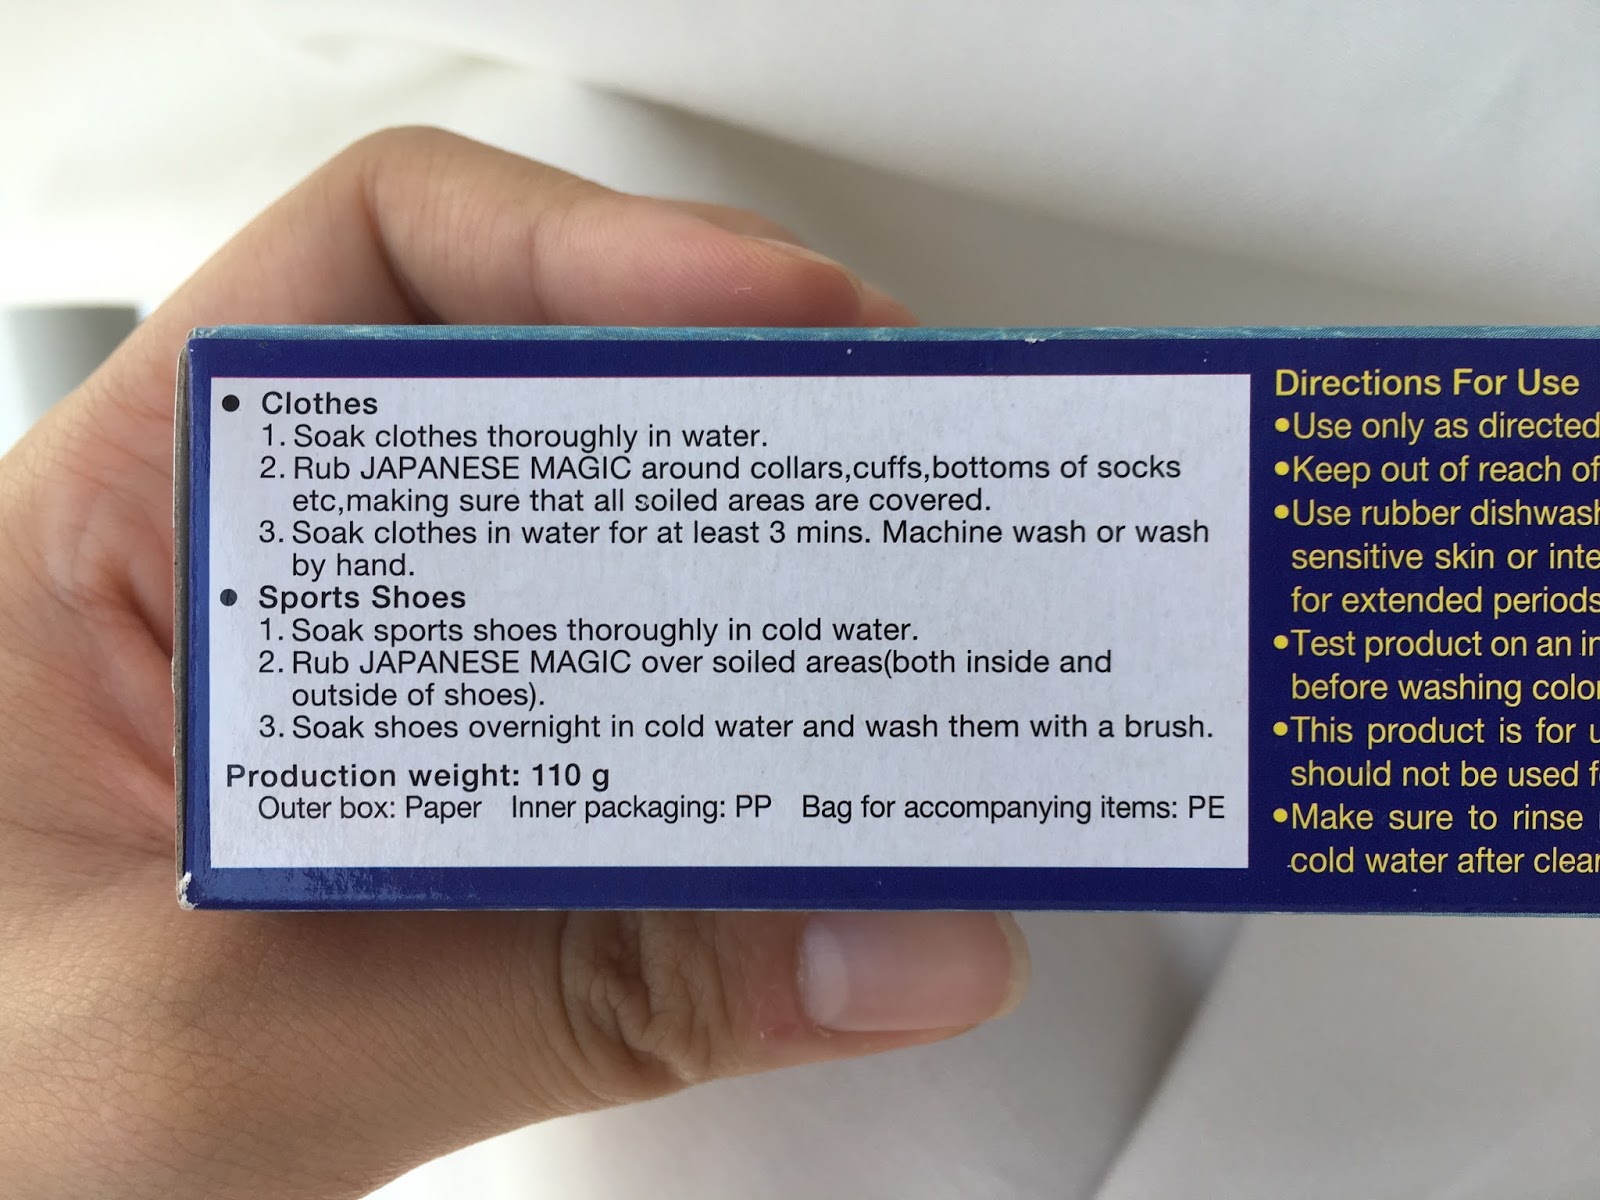 ● Clothes
1. Soak clothes thoroughly in water.
2. Rub JAPANESE MAGIC around collars,cuffs,bottoms of socks
etc,making sure that all soiled areas are covered.
3. Soak clothes in water for at least 3 mins. Machine wash or wash
by hand.
● Sports Shoes
1. Soak sports shoes thoroughly in cold water.
2. Rub JAPANESE MAGIC over soiled areas(both inside and
outside of shoes).
3. Soak shoes overnight in cold water and wash them with a brush.
Production weight: 110 g
Outer box: Paper Inner packaging: PP Bag for accompanying items: PE
Directions For Use
●Use only as directed
●Keep out of reach of
●Use rubber
sensitive skin or
for extended periods
●Test product on an
before washing
●This product is for
should not be used
●Make sure to rinse
cold water after